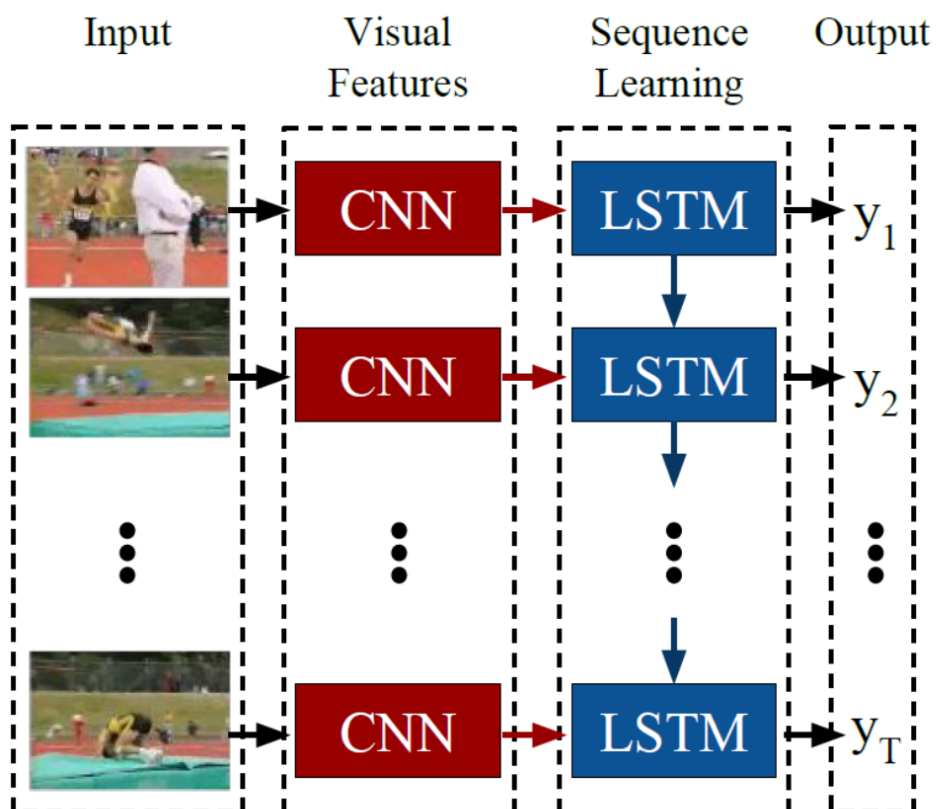 Input
Visual
Features
Sequence
Learning
Output
CNN
LSTM
y1
CNN
LSTM
y2
CNN
LSTM
yT